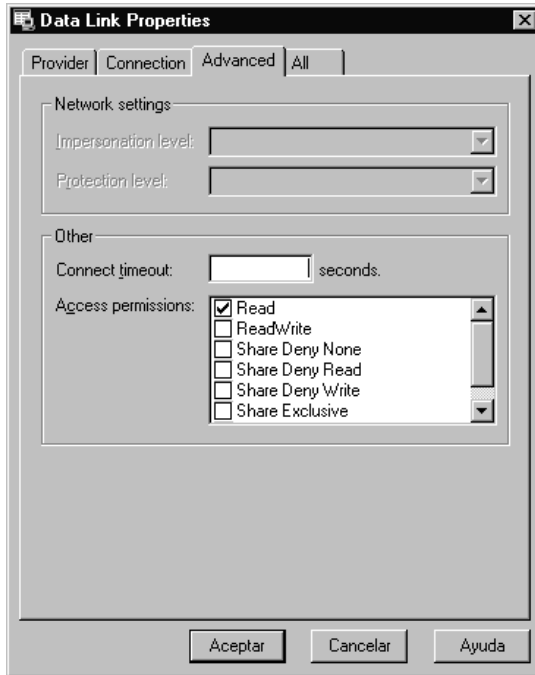 Data Link Properties
Provider Connection Advanced All
Network settings
Impersonation level:
Protection level:
Other
Connect timeout: seconds.
Access permissions: Read
ReadWrite
Share Deny None
Share Deny Read
Share Deny Write
Share Exclusive
Aceptar Cancelar Ayuda